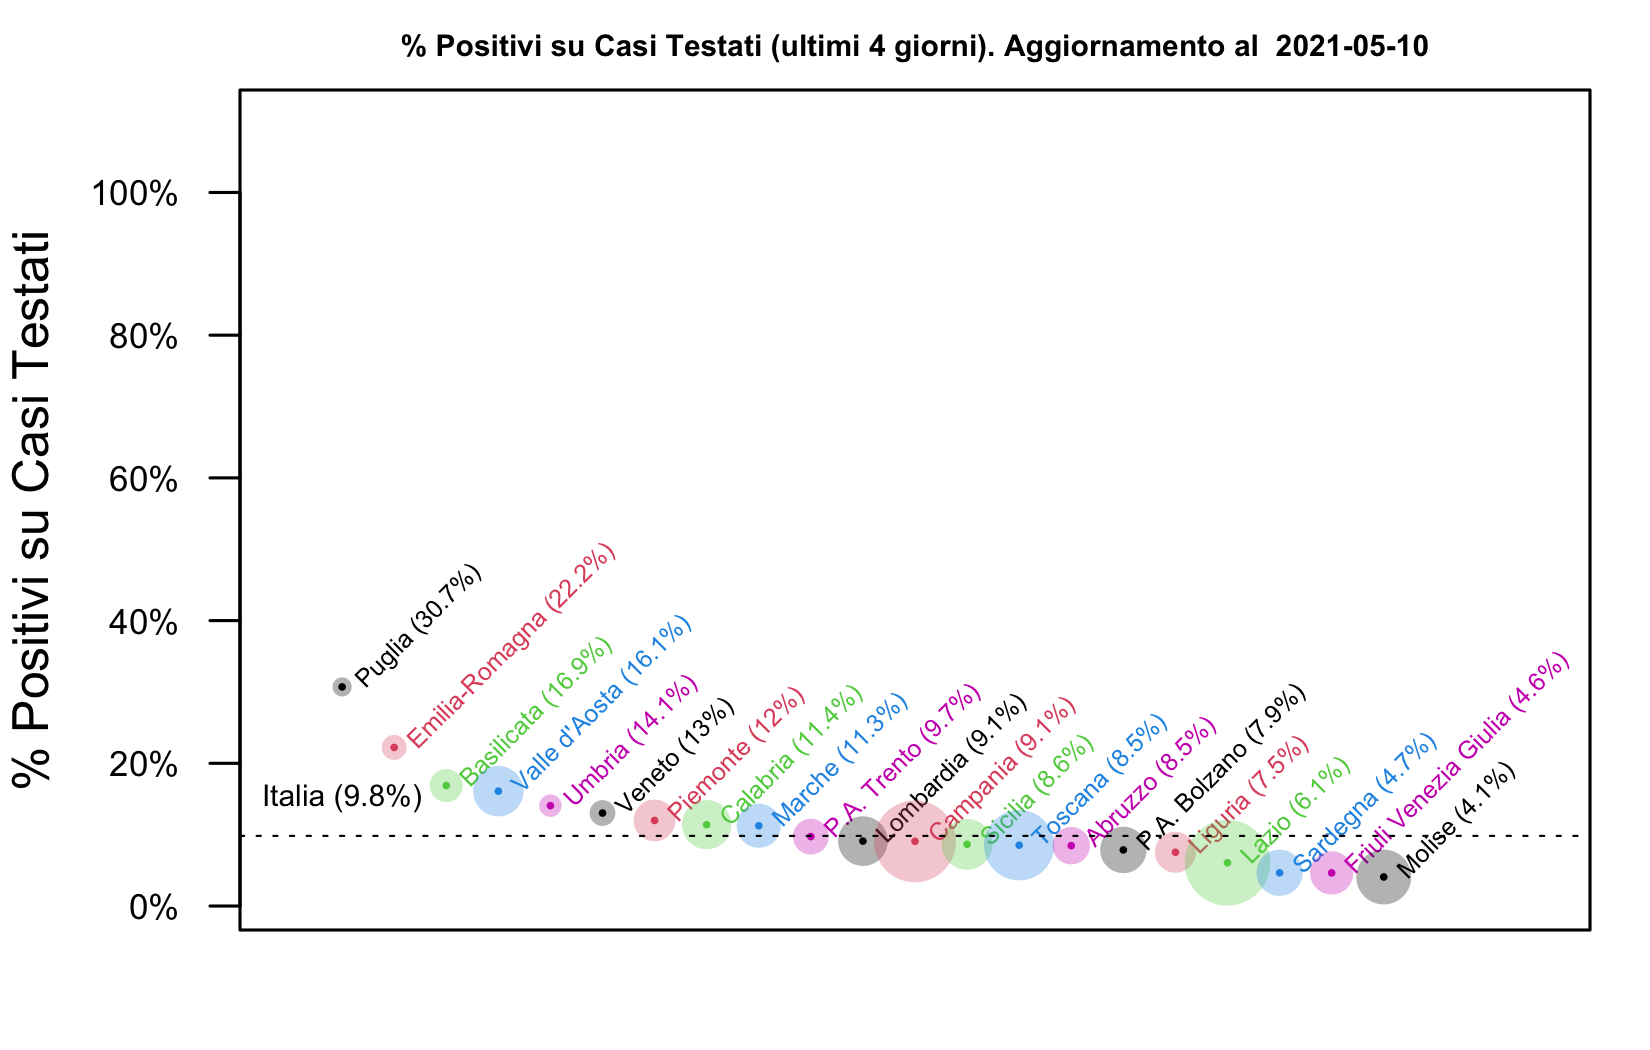 % Positivi su Casi Testati (ultimi 4 giorni). Aggiornamento al  2021-05-10
% Positivi su Casi Testati
100%
80%
60%
40%
20%
0%
Italia (9.8%)
Puglia (30.7%)
Emilia-Romagna (22.2%)
Basilicata (16.9%)
Valle d'Aosta (16.1%)
Umbria (14.1%)
Veneto (13%)
Piemonte (12%)
Calabria (11.4%)
Marche (11.3%)
P.A. Trento (9.7%)
Lombardia (9.1%)
Campania (9.1%)
Sicilia (8.6%)
Toscana (8.5%)
Abruzzo (8.5%)
P.A. Bolzano (7.9%)
Liguria (7.5%)
Lazio (6.1%)
Sardegna (4.7%)
Friuli Venezia Giulia (4.6%)
Molise (4.1%)